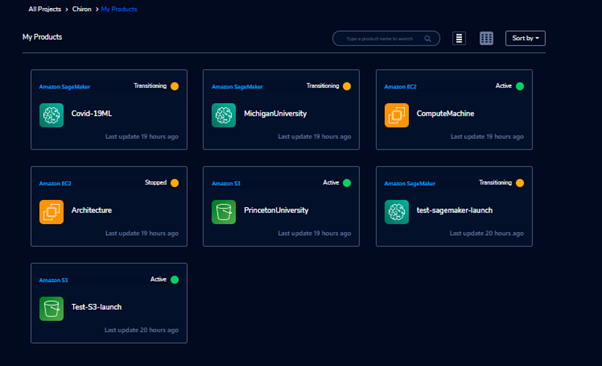 All Projects > Chiron > My Products
My Products
Type a product name to search
Sort by
Amazon SageMaker Transitioning
Covid-19ML
Last update 19 hours ago
Amazon SageMaker Transitioning
MichiganUniversity
Last update 19 hours ago
Amazon EC2 Active
ComputeMachine
Last update 19 hours ago
Amazon EC2 Stopped
Architecture
Last update 19 hours ago
Amazon S3 Active
PrincetonUniversity
Last update 19 hours ago
Amazon SageMaker Transitioning
test-sagemaker-launch
Last update 20 hours ago
Amazon S3 Active
Test-S3-launch
Last update 20 hours ago